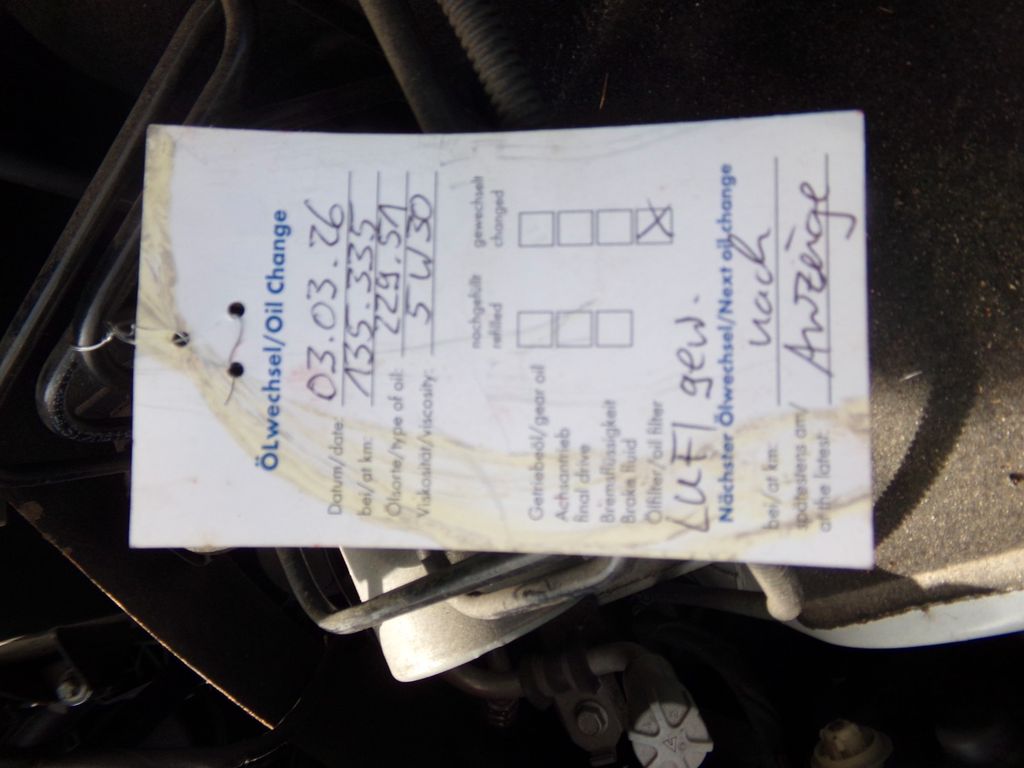 ÖLwechsel/Oil Change
Datum/date: 03.03.26
bei/at km: 135.335
Ölsorte/type of oil: 229.51
Viskosität/viscosity: 5W30
nachgefüllt gewechselt
refilled changed
Getriebeöl/gear oil
Achsantrieb
final drive
Bremsflüssigkeit
Brake fluid
Ölfilter/oil filter
LUFI gew.
Nächster Ölwechsel/Next oil change
bei/at km: nach
spätestens am/ Anzeige
at the latest: